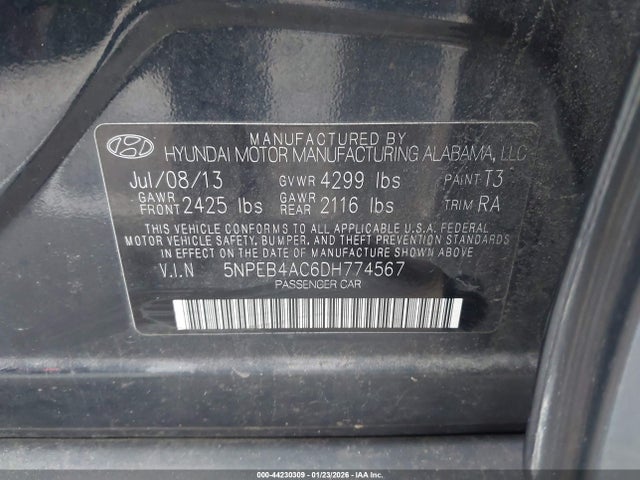 MANUFACTURED BY
HYUNDAI MOTOR MANUFACTURING ALABAMA, LLC
Jul/08/13 GVWR 4299 lbs PAINT T3
GAWR FRONT 2425 lbs GAWR REAR 2116 lbs TRIM RA
THIS VEHICLE CONFORMS TO ALL APPLICABLE U.S.A. FEDERAL
MOTOR VEHICLE SAFETY, BUMPER, AND THEFT PREVENTION
STANDARDS IN EFFECT ON THE DATE OF MANUFACTURE SHOWN ABOVE
V.I.N 5NPEB4AC6DH774567
PASSENGER CAR
000-44230309 - 01/23/2026 - IAA Inc.